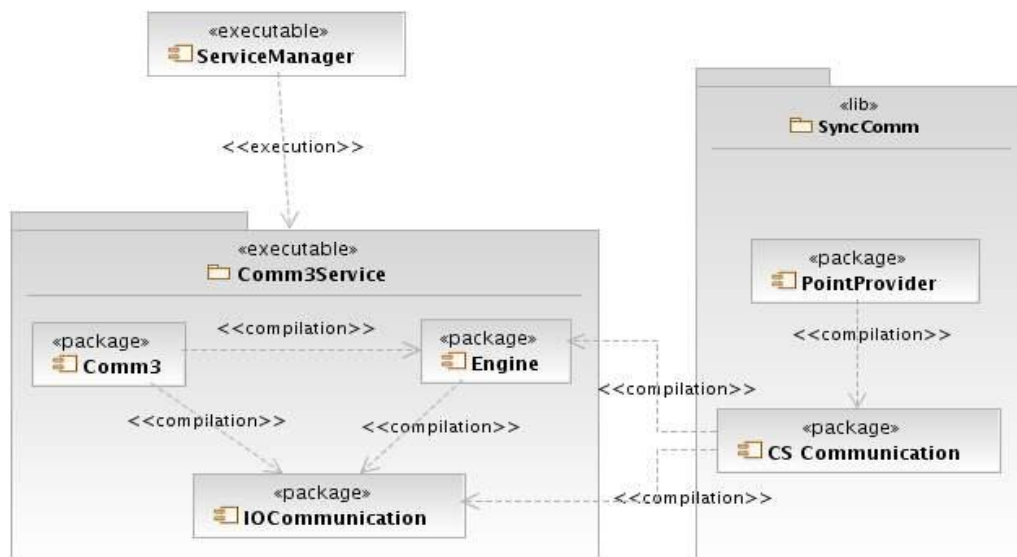 «executable»
ServiceManager
<<execution>>
«lib»
SyncComm
«executable»
Comm3Service
«package»
PointProvider
<<compilation>>
«package»
Comm3
<<compilation>>
«package»
Engine
<<compilation>>
<<compilation>>
<<compilation>>
«package»
CS Communication
«package»
IOCommunication
<<compilation>>